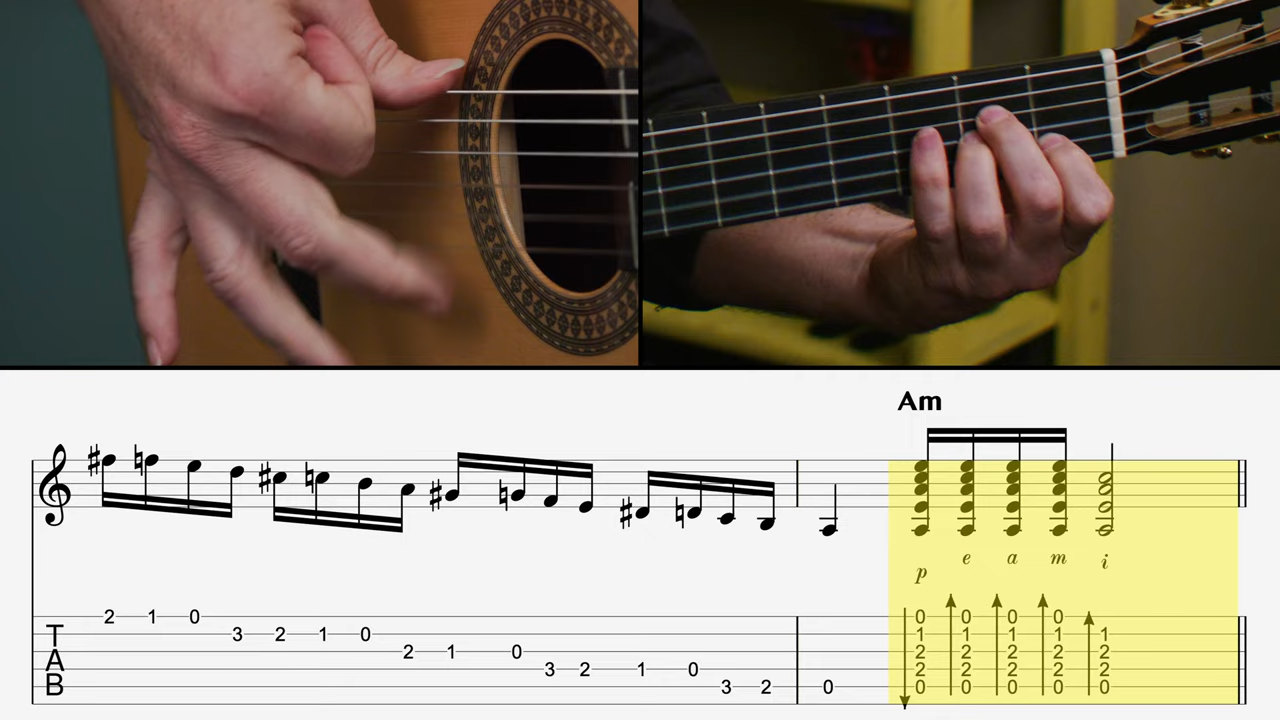 Am
p e a m i
2 1 0 0 0 0 0
T 3 2 1 0 1 1 1 1 1
A 2 1 0 2 2 2 2 2
3 2 1 0 2 2 2 2 2
B 3 2 0 0 0 0 0 0